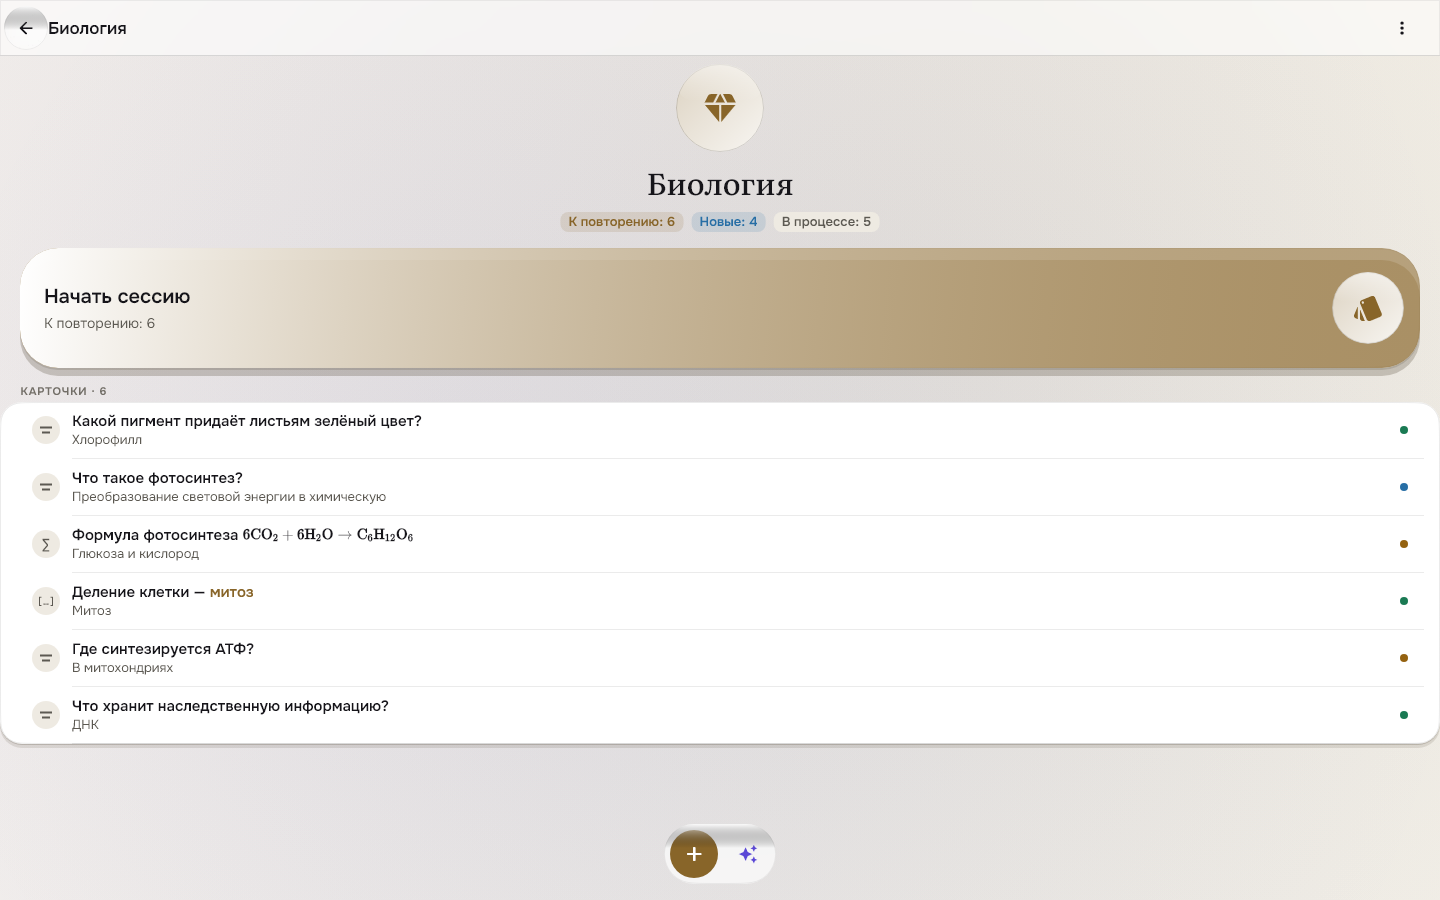 Биология
Биология
К повторению: 6 Новые: 4 В процессе: 5
Начать сессию
К повторению: 6
КАРТОЧКИ · 6
Какой пигмент придаёт листьям зелёный цвет?
Хлорофилл
Что такое фотосинтез?
Преобразование световой энергии в химическую
∑ Формула фотосинтеза 6CO₂ + 6H₂O → C₆H₁₂O₆
Глюкоза и кислород
[...] Деление клетки — митоз
Митоз
Где синтезируется АТФ?
В митохондриях
Что хранит наследственную информацию?
ДНК